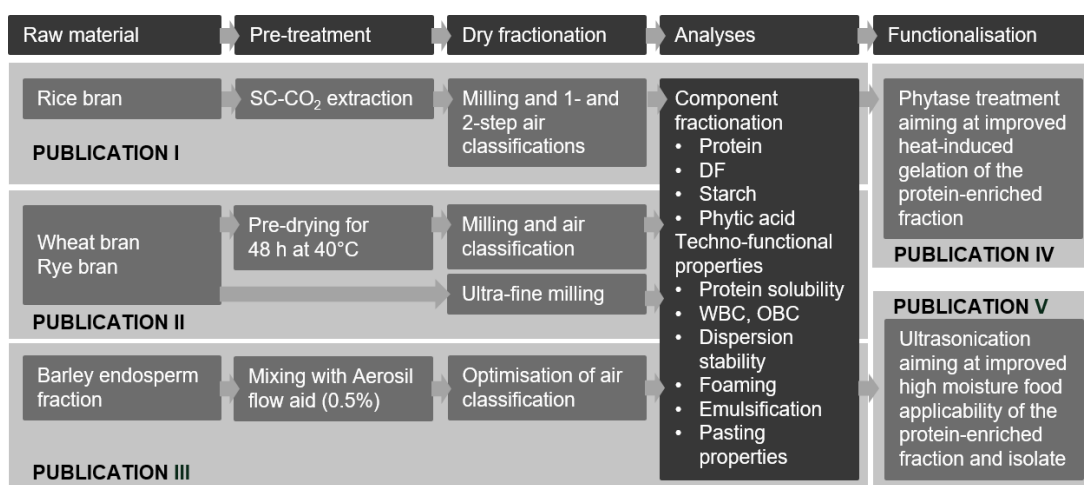 Raw material
Pre-treatment
Dry fractionation
Analyses
Functionalisation
Rice bran
SC-CO₂ extraction
Milling and 1- and
2-step air
classifications
PUBLICATION I
Wheat bran
Rye bran
Pre-drying for
48 h at 40°C
Milling and air
classification
Ultra-fine milling
PUBLICATION II
Barley endosperm
fraction
Mixing with Aerosil
flow aid (0.5%)
Optimisation of air
classification
PUBLICATION III
Component
fractionation
• Protein
• DF
• Starch
• Phytic acid
Techno-functional
properties
• Protein solubility
• WBC, OBC
• Dispersion
stability
• Foaming
• Emulsification
• Pasting
properties
Phytase treatment
aiming at improved
heat-induced
gelation of the
protein-enriched
fraction
PUBLICATION IV
PUBLICATION V
Ultrasonication
aiming at improved
high moisture food
applicability of the
protein-enriched
fraction and isolate